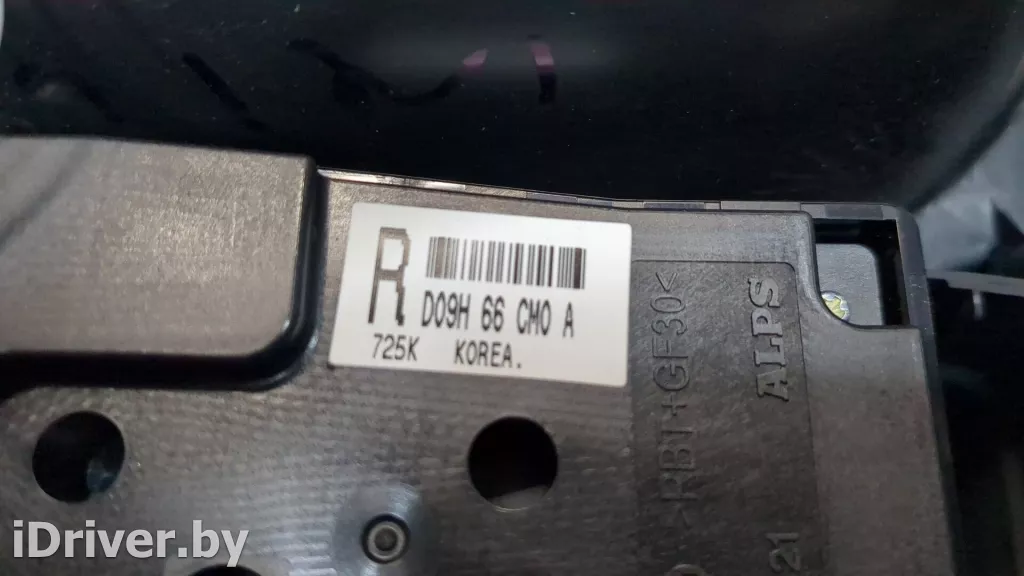 R
D09H 66 CM0 A
725K KOREA.
>PBT+GF30<
ALPS
21
iDriver.by